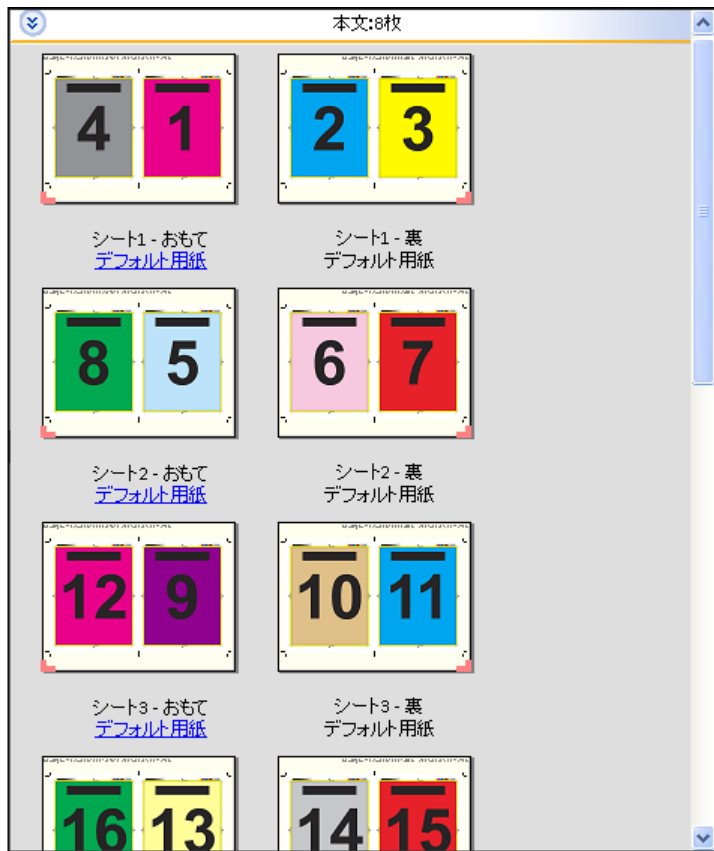 本文:8枚
4 1 2 3
シート1 - おもて シート1 - 裏
デフォルト用紙 デフォルト用紙
8 5 6 7
シート2 - おもて シート2 - 裏
デフォルト用紙 デフォルト用紙
12 9 10 11
シート3 - おもて シート3 - 裏
デフォルト用紙 デフォルト用紙
16 13 14 15